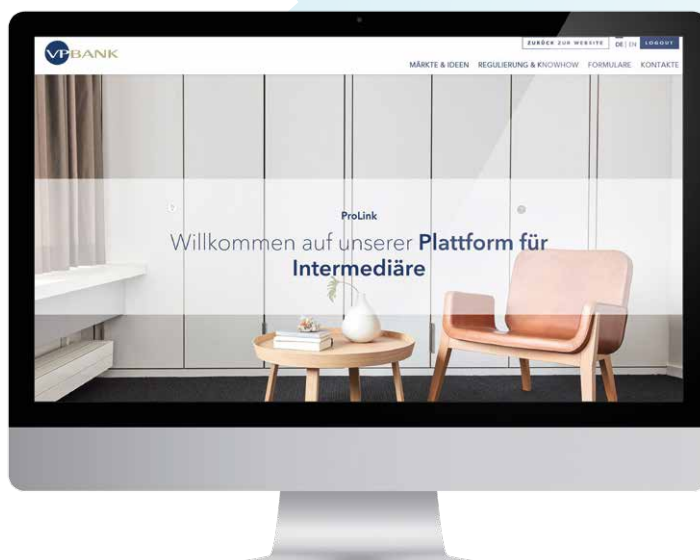 VPBANK
ZURÜCK ZUR WEBSITE DE | EN LOGOUT
MÄRKTE & IDEEN REGULIERUNG & KNOWHOW FORMULARE KONTAKTE
ProLink
Willkommen auf unserer Plattform für
Intermediäre